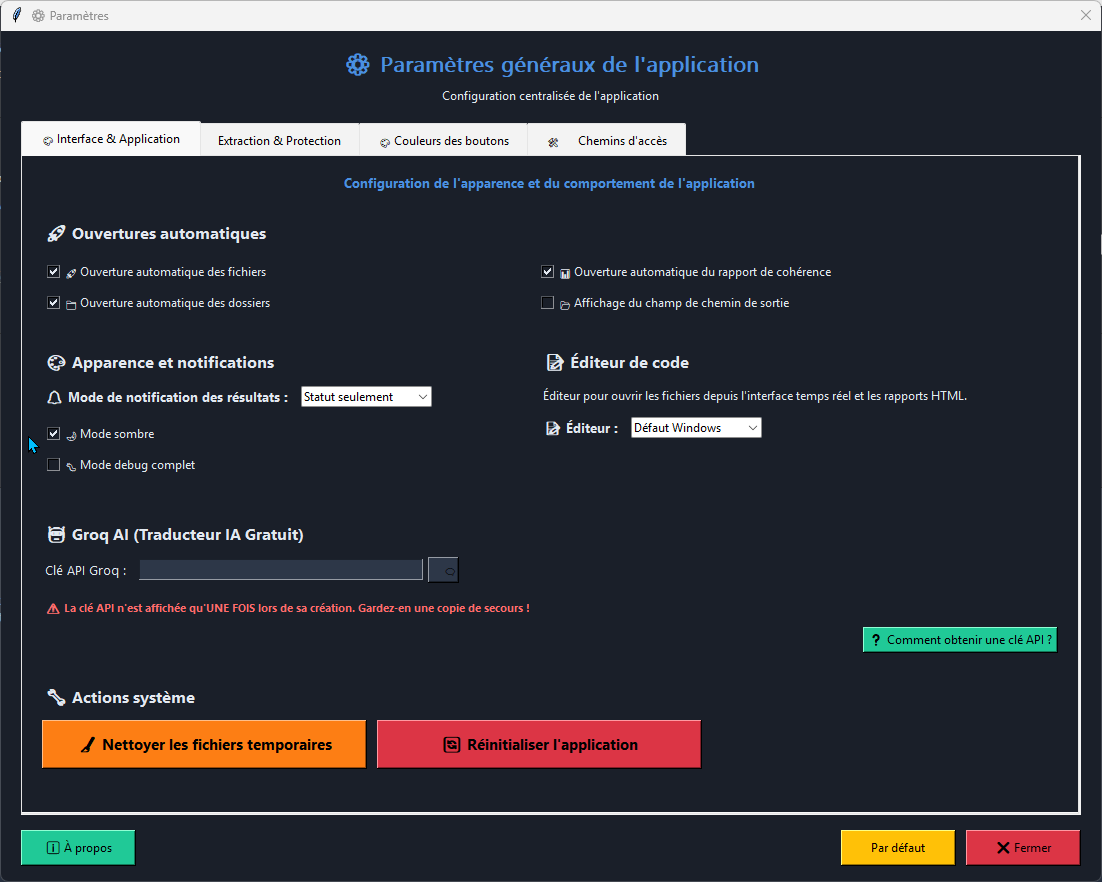 Paramètres
Paramètres généraux de l'application
Configuration centralisée de l'application
Interface & Application
Extraction & Protection
Couleurs des boutons
Chemins d'accès
Configuration de l'apparence et du comportement de l'application
Ouvertures automatiques
Ouverture automatique des fichiers
Ouverture automatique du rapport de cohérence
Ouverture automatique des dossiers
Affichage du champ de chemin de sortie
Apparence et notifications
Mode de notification des résultats :
Statut seulement
Mode sombre
Mode debug complet
Éditeur de code
Éditeur pour ouvrir les fichiers depuis l'interface temps réel et les rapports HTML.
Éditeur :
Défaut Windows
Groq AI (Traducteur IA Gratuit)
Clé API Groq :
La clé API n'est affichée qu'UNE FOIS lors de sa création. Gardez-en une copie de secours !
? Comment obtenir une clé API ?
Actions système
Nettoyer les fichiers temporaires
Réinitialiser l'application
À propos
Par défaut
Fermer